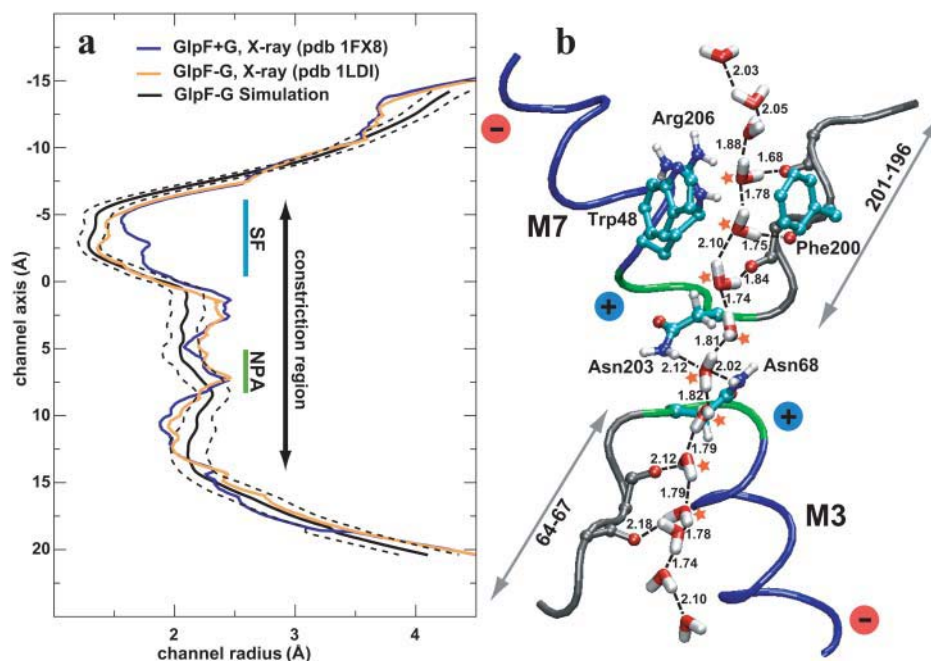 a
GlpF+G, X-ray (pdb 1FX8)
GlpF-G, X-ray (pdb 1LDI)
GlpF-G Simulation
-15
-10
-5
0
5
10
15
20
channel axis (Å)
2
3
4
channel radius (Å)
SF
NPA
constriction region
b
2.03
2.05
Arg206
1.88
1.68
1.78
M7
Trp48
1.75
Phe200
2.10
1.84
1.74
201-196
+
1.81
Asn203
2.12
2.02
Asn68
1.82
+
1.79
2.12
1.79
64-67
2.18
1.78
M3
1.74
2.10
-
-